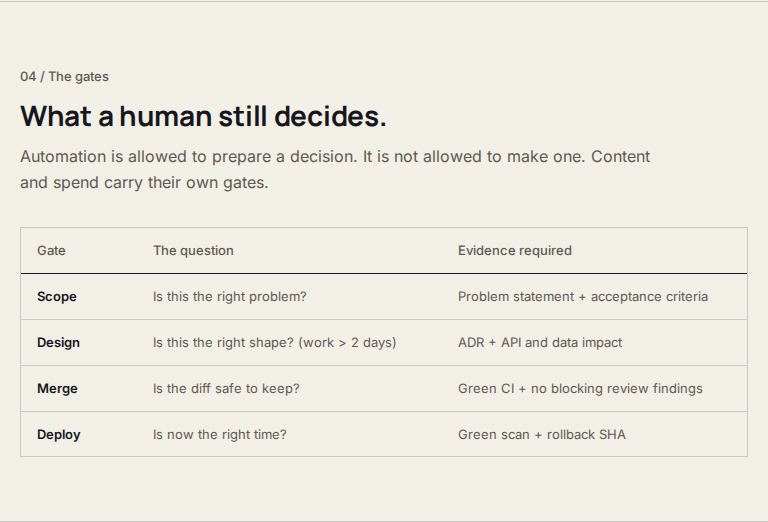 04 / The gates
What a human still decides.
Automation is allowed to prepare a decision. It is not allowed to make one. Content
and spend carry their own gates.
Gate The question Evidence required
Scope Is this the right problem? Problem statement + acceptance criteria
Design Is this the right shape? (work > 2 days) ADR + API and data impact
Merge Is the diff safe to keep? Green CI + no blocking review findings
Deploy Is now the right time? Green scan + rollback SHA